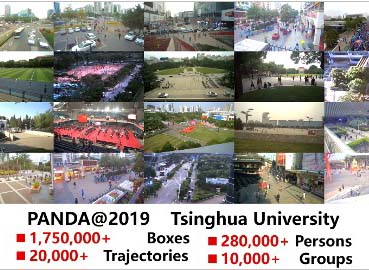 PANDA@2019 Tsinghua University
1,750,000+ Boxes 280,000+ Persons
20,000+ Trajectories 10,000+ Groups